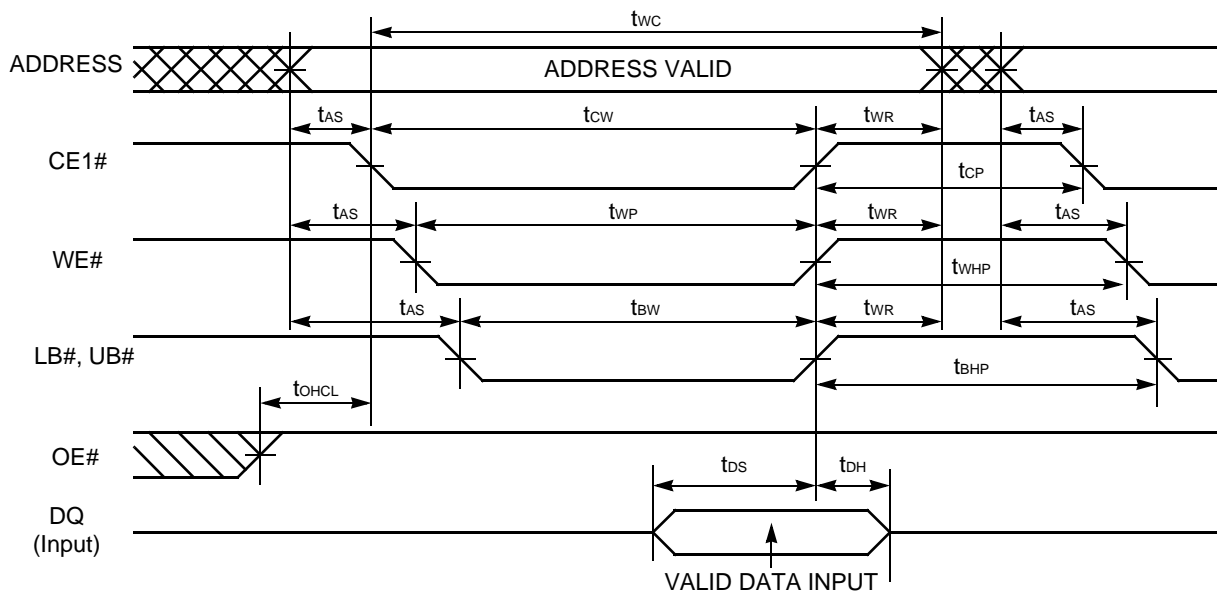 tWC
ADDRESS
ADDRESS VALID
tAS
tCW
tWR
tAS
CE1#
tCP
tAS
tWP
tWR
tAS
WE#
tWHP
tAS
tBW
tWR
tAS
LB#, UB#
tBHP
tOHCL
OE#
tDS
tDH
DQ
(Input)
VALID DATA INPUT